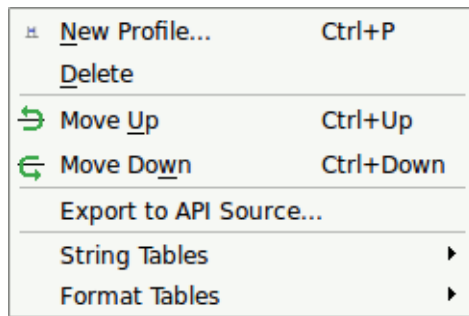 New Profile... Ctrl+P
Delete
Move Up Ctrl+Up
Move Down Ctrl+Down
Export to API Source...
String Tables
Format Tables